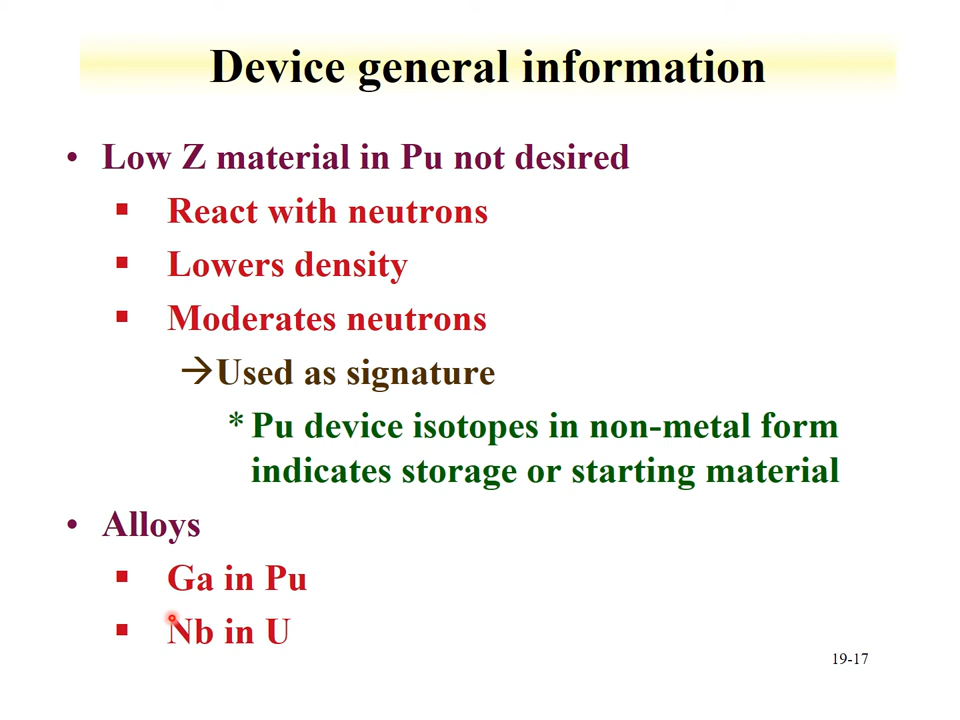 Device general information
• Low Z material in Pu not desired
▪ React with neutrons
▪ Lowers density
▪ Moderates neutrons
→Used as signature
* Pu device isotopes in non-metal form
indicates storage or starting material
• Alloys
▪ Ga in Pu
▪ Nb in U
19-17